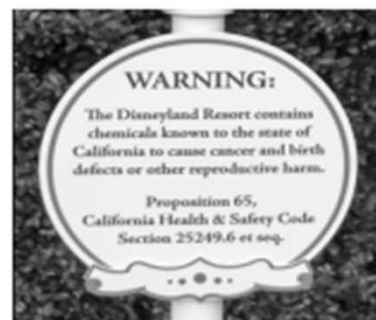 WARNING:
The Disneyland Resort contains
chemicals known to the state of
California to cause cancer and birth
defects or other reproductive harm.
Proposition 65,
California Health & Safety Code
Section 25249.6 et seq.